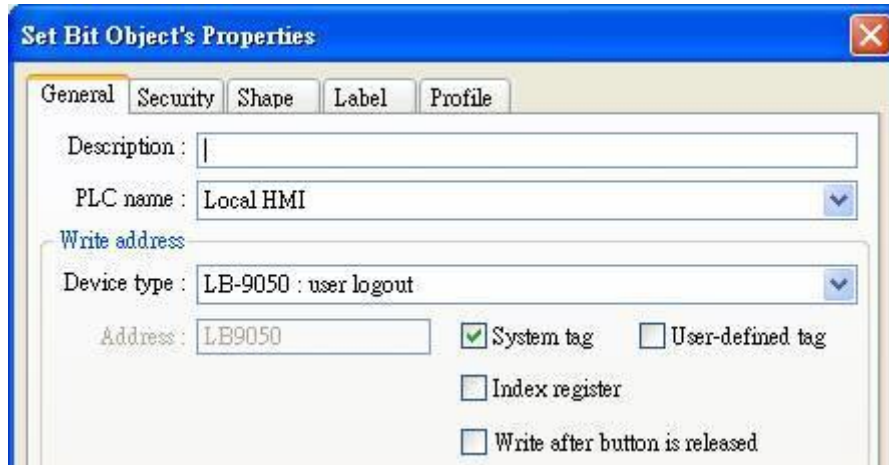 Set Bit Object's Properties
General Security Shape Label Profile
Description :
PLC name : Local HMI
Write address
Device type : LB-9050 : user logout
Address : LB9050 System tag User-defined tag
Index register
Write after button is released